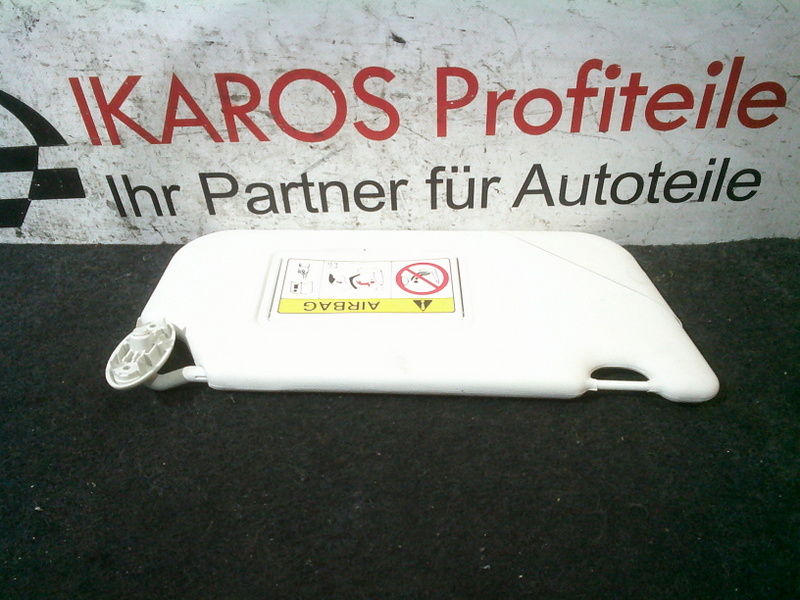 IKAROS Profiteile
Ihr Partner für Autoteile
AIRBAG